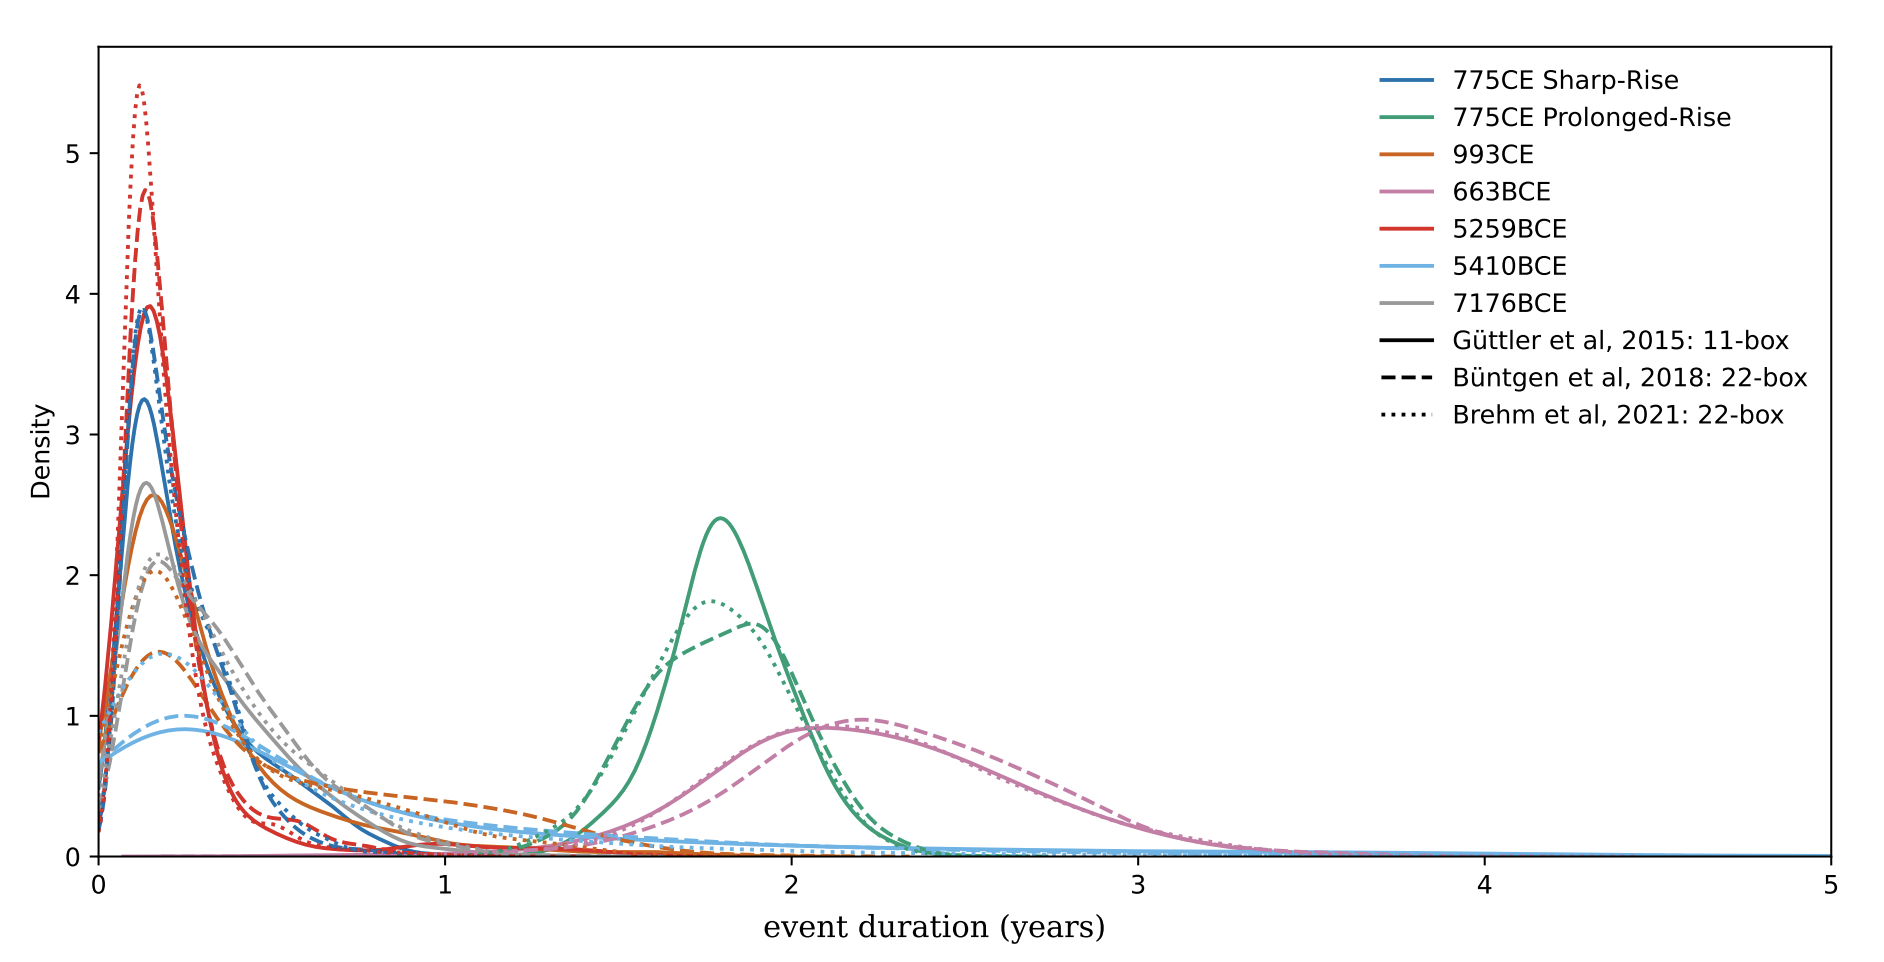 775CE Sharp-Rise
775CE Prolonged-Rise
993CE
663BCE
5259BCE
5410BCE
7176BCE
Güttler et al, 2015: 11-box
Büntgen et al, 2018: 22-box
Brehm et al, 2021: 22-box
Density
5
4
3
2
1
0
0 1 2 3 4 5
event duration (years)